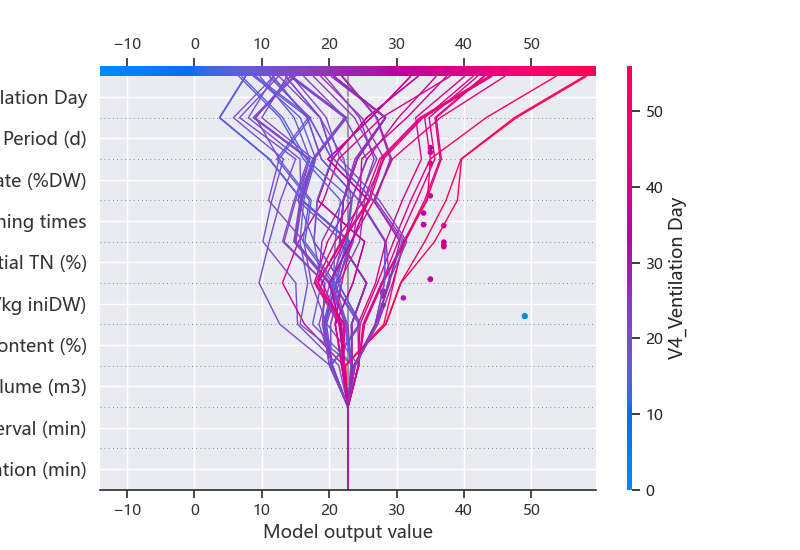 −10 0 10 20 30 40 50
lation Day
Period (d)
ate (%DW)
ning times
tial TN (%)
/kg iniDW)
ontent (%)
lume (m3)
erval (min)
ation (min)
−10 0 10 20 30 40 50
Model output value
50
40
30
20
10
0
V4_Ventilation Day